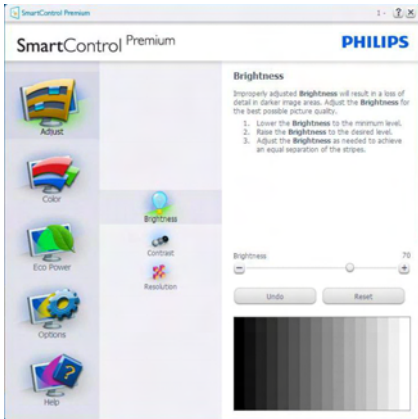 SmartControl Premium
1 - ? ×
SmartControl Premium
PHILIPS
Adjust
Color
Eco Power
Options
Help
Brightness
Contrast
Resolution
Brightness
Improperly adjusted Brightness will result in a loss of
detail in darker image areas. Adjust the Brightness for
the best possible picture quality.
1. Lower the Brightness to the minimum level.
2. Raise the Brightness to the desired level.
3. Adjust the Brightness as needed to achieve
an equal separation of the stripes.
Brightness 70
Undo Reset